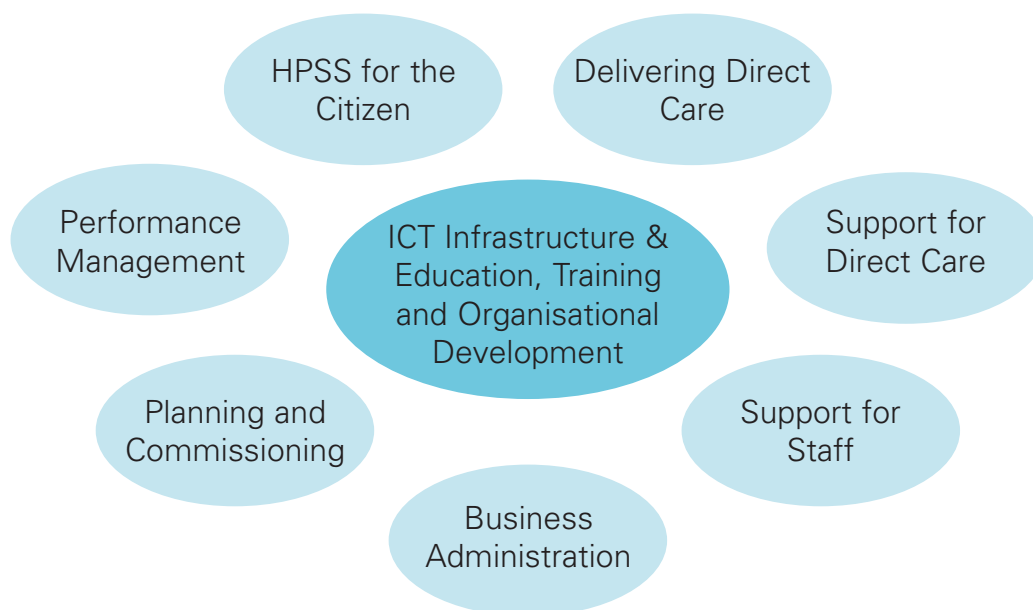 HPSS for the
Citizen
Delivering Direct
Care
Performance
Management
ICT Infrastructure &
Education, Training
and Organisational
Development
Support for
Direct Care
Planning and
Commissioning
Support for
Staff
Business
Administration